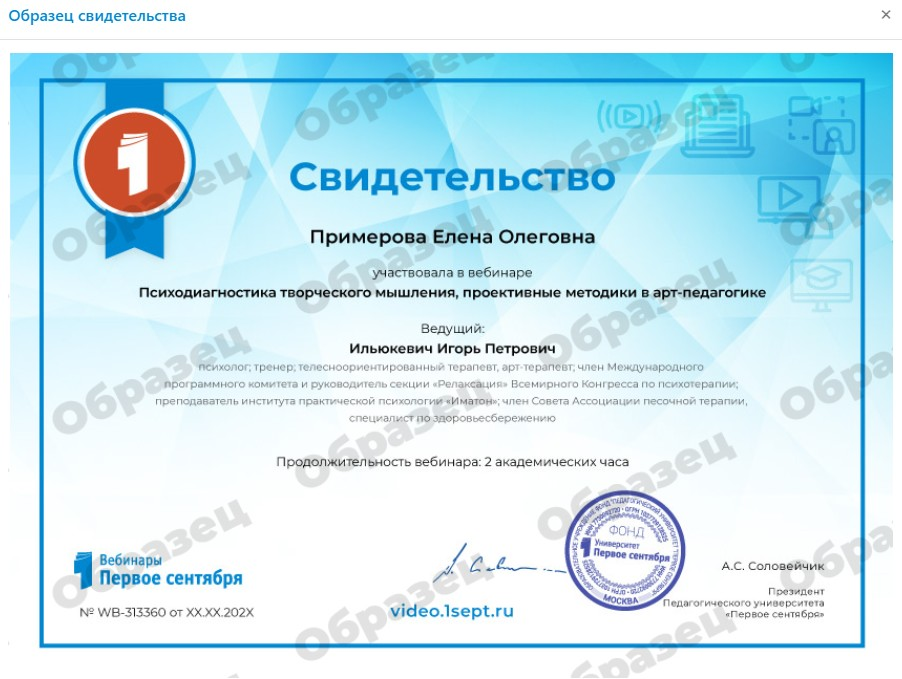 Образец свидетельства
×
Свидетельство
Примерова Елена Олеговна
участвовала в вебинаре
Психодиагностика творческого мышления, проективные методики в арт-педагогике
Ведущий:
Ильюкевич Игорь Петрович
психолог; тренер; телесноориентированный терапевт, арт-терапевт; член Международного
программного комитета и руководитель секции «Релаксация» Всемирного Конгресса по психотерапии;
преподаватель института практической психологии «Иматон»; член Совета Ассоциации песочной терапии,
специалист по здоровьесбережению
Продолжительность вебинара: 2 академических часа
Вебинары
Первое сентября
№ WB-313360 от XX.XX.202X
video.1sept.ru
ФОНД
Университет
Первое сентября
МОСКВА
А.С. Соловейчик
Президент
Педагогического университета
«Первое сентября»
Образец